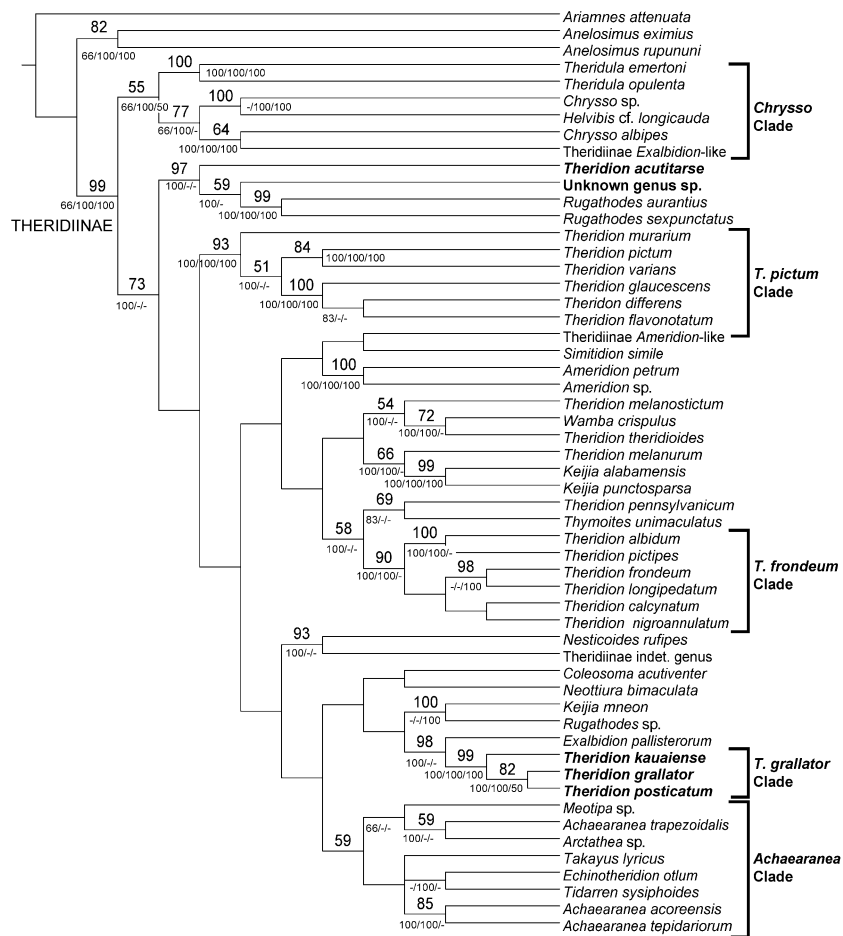 Ariamnes attenuata
82
Anelosimus eximius
66/100/100
Anelosimus rupununi
100
Theridula emertoni
100/100/100
55
Theridula opulenta
66/100/50
100
Chrysso sp.
-/100/100
77
Helvibis cf. longicauda
66/100/-
64
Chrysso albipes
100/100/100
Theridiinae Exalbidion-like
Chrysso
Clade
99
66/100/100
THERIDIINAE
97
Theridion acutitarse
100/-/-
59
Unknown genus sp.
100/-
99
Rugathodes aurantius
100/100/100
Rugathodes sexpunctatus
73
100/-/-
93
Theridion murarium
100/100/100
84
Theridion pictum
100/100/100
51
Theridion varians
100/-/-
100
Theridion glaucescens
100/100/100
Theridon differens
83/-/-
Theridion flavonotatum
T. pictum
Clade
Theridiinae Ameridion-like
Simitidion simile
100
Ameridion petrum
100/100/100
Ameridion sp.
54
Theridion melanostictum
100/-/-
72
Wamba crispulus
100/100/-
Theridion theridioides
66
Theridion melanurum
100/100/-
99
Keijia alabamensis
100/100/100
Keijia punctosparsa
69
Theridion pennsylvanicum
83/-/-
Thymoites unimaculatus
58
100/-/-
100
Theridion albidum
100/100/-
Theridion pictipes
90
100/100/-
98
Theridion frondeum
-/-/100
Theridion longipedatum
Theridion calcynatum
Theridion nigroannulatum
T. frondeum
Clade
93
Nesticoides rufipes
100/-/-
Theridiinae indet. genus
Coleosoma acutiventer
Neottiura bimaculata
100
Keijia mneon
-/-/100
Rugathodes sp.
98
Exalbidion pallisterorum
100/-/-
99
Theridion kauaiense
100/100/100
82
Theridion grallator
100/100/50
Theridion posticatum
T. grallator
Clade
Meotipa sp.
66/-/-
59
Achaearanea trapezoidalis
100/-/-
Arctathea sp.
59
Takayus lyricus
Echinotheridion otlum
-/100/-
Tidarren sysiphoides
85
Achaearanea acoreensis
100/100/-
Achaearanea tepidariorum
Achaearanea
Clade